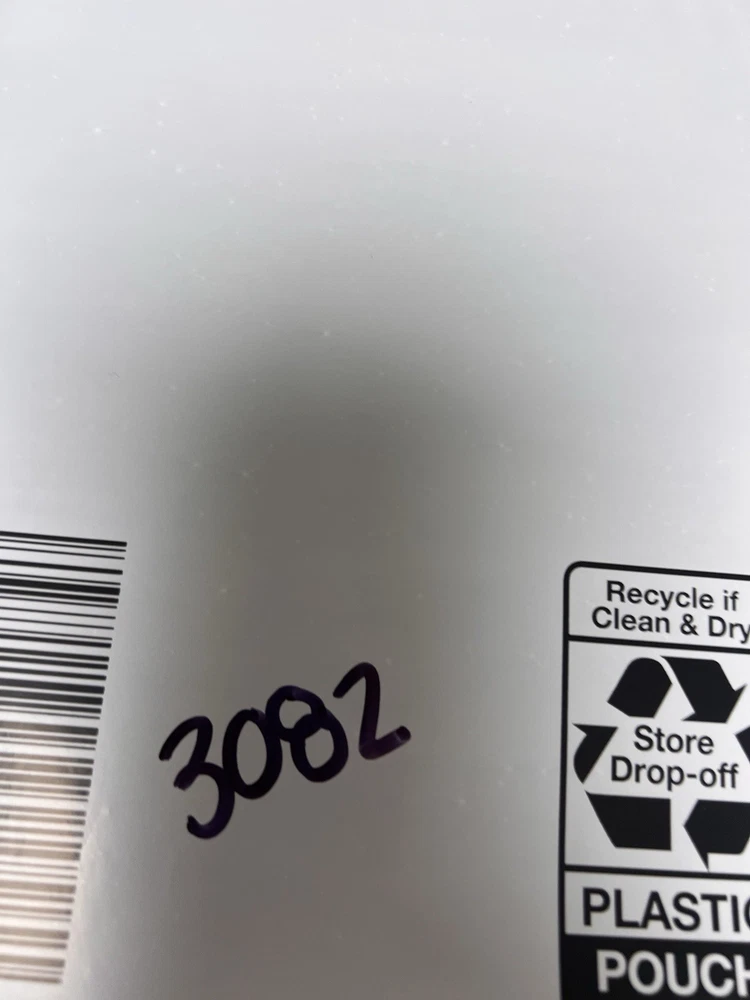 Recycle if
Clean & Dry
Store
Drop-off
3082
PLASTIC
POUCH